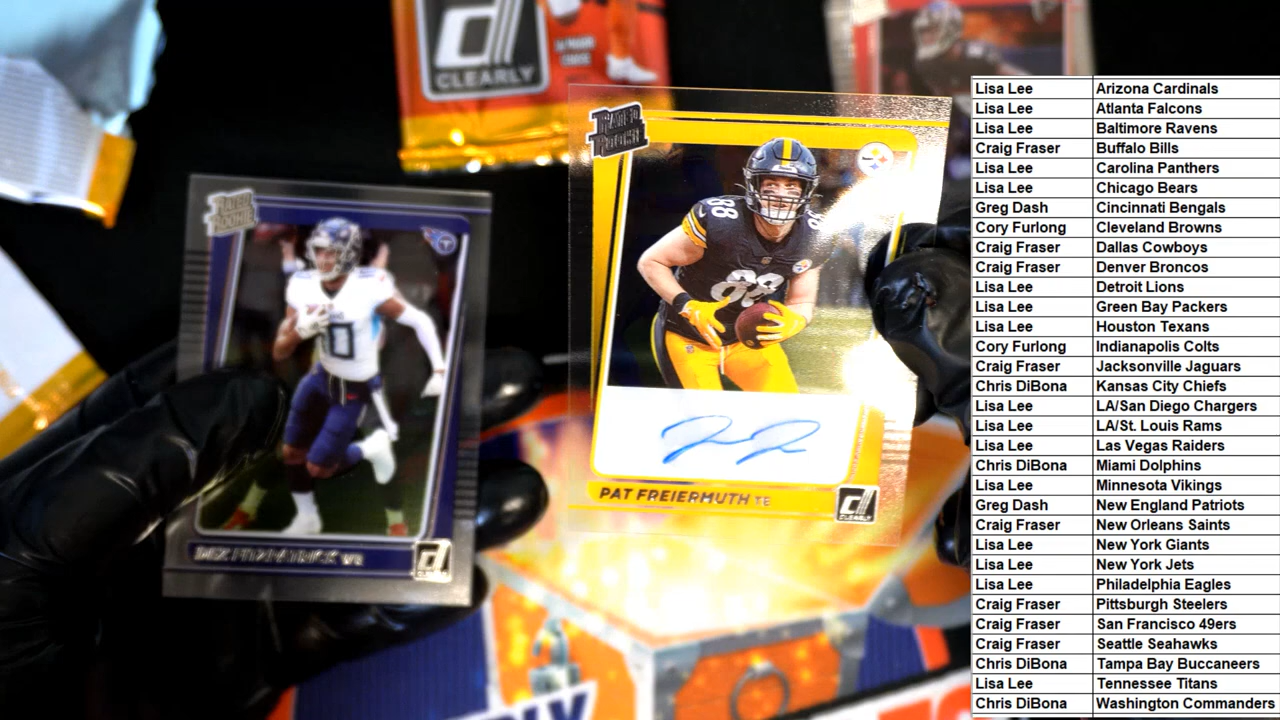 CLEARLY
RATED
ROOKIE
88
88
PAT FREIERMUTH TE
CLEARLY
RATED
ROOKIE
0
FITZPATRICK WR
Lisa Lee Arizona Cardinals
Lisa Lee Atlanta Falcons
Lisa Lee Baltimore Ravens
Craig Fraser Buffalo Bills
Lisa Lee Carolina Panthers
Lisa Lee Chicago Bears
Greg Dash Cincinnati Bengals
Cory Furlong Cleveland Browns
Craig Fraser Dallas Cowboys
Craig Fraser Denver Broncos
Lisa Lee Detroit Lions
Lisa Lee Green Bay Packers
Lisa Lee Houston Texans
Cory Furlong Indianapolis Colts
Craig Fraser Jacksonville Jaguars
Chris DiBona Kansas City Chiefs
Lisa Lee LA/San Diego Chargers
Lisa Lee LA/St. Louis Rams
Lisa Lee Las Vegas Raiders
Chris DiBona Miami Dolphins
Lisa Lee Minnesota Vikings
Greg Dash New England Patriots
Craig Fraser New Orleans Saints
Lisa Lee New York Giants
Lisa Lee New York Jets
Lisa Lee Philadelphia Eagles
Craig Fraser Pittsburgh Steelers
Craig Fraser San Francisco 49ers
Craig Fraser Seattle Seahawks
Chris DiBona Tampa Bay Buccaneers
Lisa Lee Tennessee Titans
Chris DiBona Washington Commanders